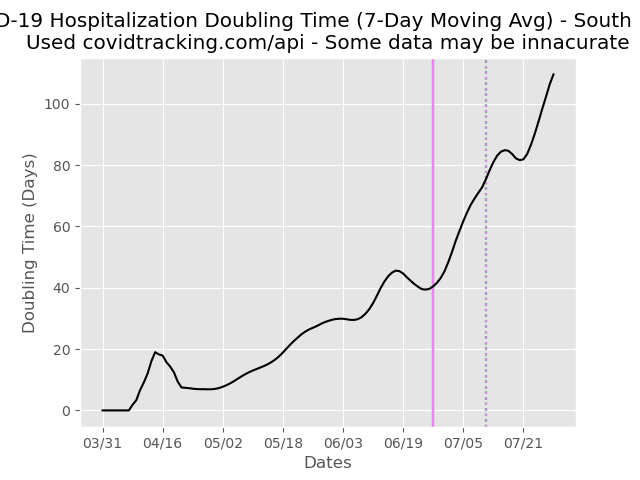 D-19 Hospitalization Doubling Time (7-Day Moving Avg) - South
Used covidtracking.com/api - Some data may be innacurate
Doubling Time (Days)
100
80
60
40
20
0
03/31 04/16 05/02 05/18 06/03 06/19 07/05 07/21
Dates